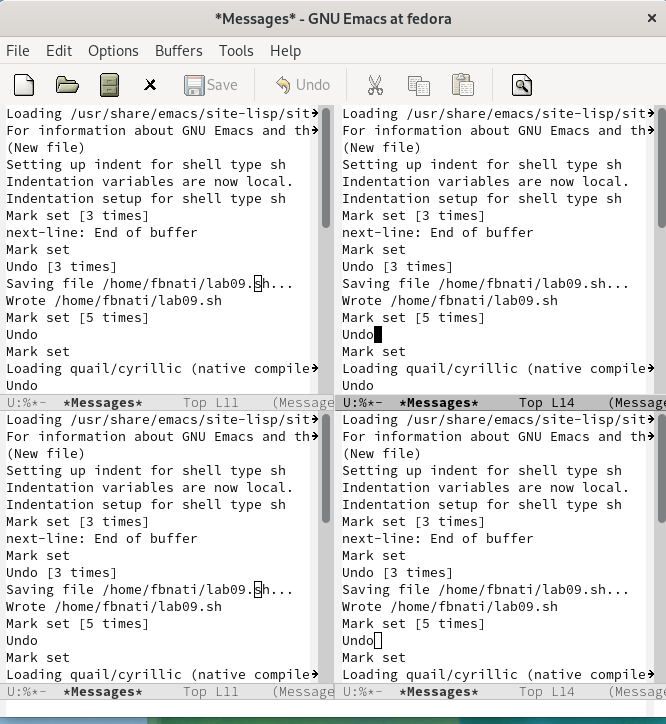 *Messages* - GNU Emacs at fedora
File Edit Options Buffers Tools Help
Save Undo
Loading /usr/share/emacs/site-lisp/sit
For information about GNU Emacs and th
(New file)
Setting up indent for shell type sh
Indentation variables are now local.
Indentation setup for shell type sh
Mark set [3 times]
next-line: End of buffer
Mark set
Undo [3 times]
Saving file /home/fbnati/lab09.sh...
Wrote /home/fbnati/lab09.sh
Mark set [5 times]
Undo
Mark set
Loading quail/cyrillic (native compile
Undo
U:%*- *Messages* Top L11 (Message
Loading /usr/share/emacs/site-lisp/sit
For information about GNU Emacs and th
(New file)
Setting up indent for shell type sh
Indentation variables are now local.
Indentation setup for shell type sh
Mark set [3 times]
next-line: End of buffer
Mark set
Undo [3 times]
Saving file /home/fbnati/lab09.sh...
Wrote /home/fbnati/lab09.sh
Mark set [5 times]
Undo
Mark set
Loading quail/cyrillic (native compile
Undo
U:%*- *Messages* Top L14 (Message
Loading /usr/share/emacs/site-lisp/sit
For information about GNU Emacs and th
(New file)
Setting up indent for shell type sh
Indentation variables are now local.
Indentation setup for shell type sh
Mark set [3 times]
next-line: End of buffer
Mark set
Undo [3 times]
Saving file /home/fbnati/lab09.sh...
Wrote /home/fbnati/lab09.sh
Mark set [5 times]
Undo
Mark set
Loading quail/cyrillic (native compile
U:%*- *Messages* Top L11 (Message
Loading /usr/share/emacs/site-lisp/sit
For information about GNU Emacs and th
(New file)
Setting up indent for shell type sh
Indentation variables are now local.
Indentation setup for shell type sh
Mark set [3 times]
next-line: End of buffer
Mark set
Undo [3 times]
Saving file /home/fbnati/lab09.sh...
Wrote /home/fbnati/lab09.sh
Mark set [5 times]
Undo
Mark set
Loading quail/cyrillic (native compile
U:%*- *Messages* Top L14 (Message